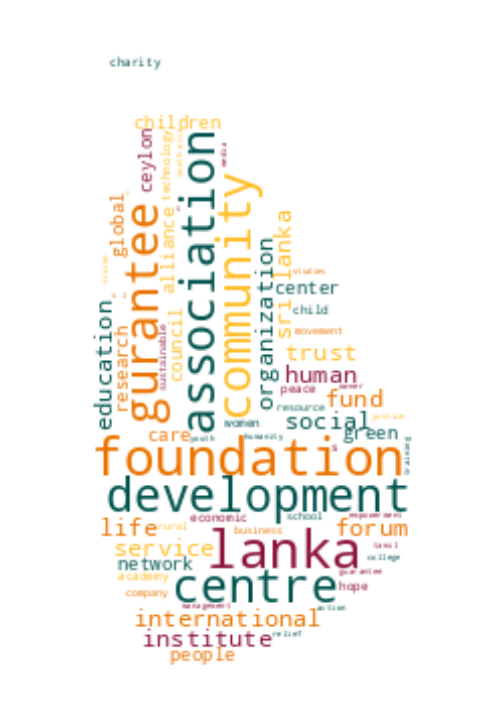 charity
children
ceylon
technology
association
media
community
gurantee
global
alliance
sri lanka
organization
studies
center
child
movement
education
research
sustainable
council
trust
human
peace
fund
resource
social
justice
women
green
care
youth
humanity
foundation
training
development
life
rural
economic
school
empowerment
business
forum
service
lanka
tamil
network
college
academy
centre
guarantee
hope
company
management
action
international
institute
relief
people